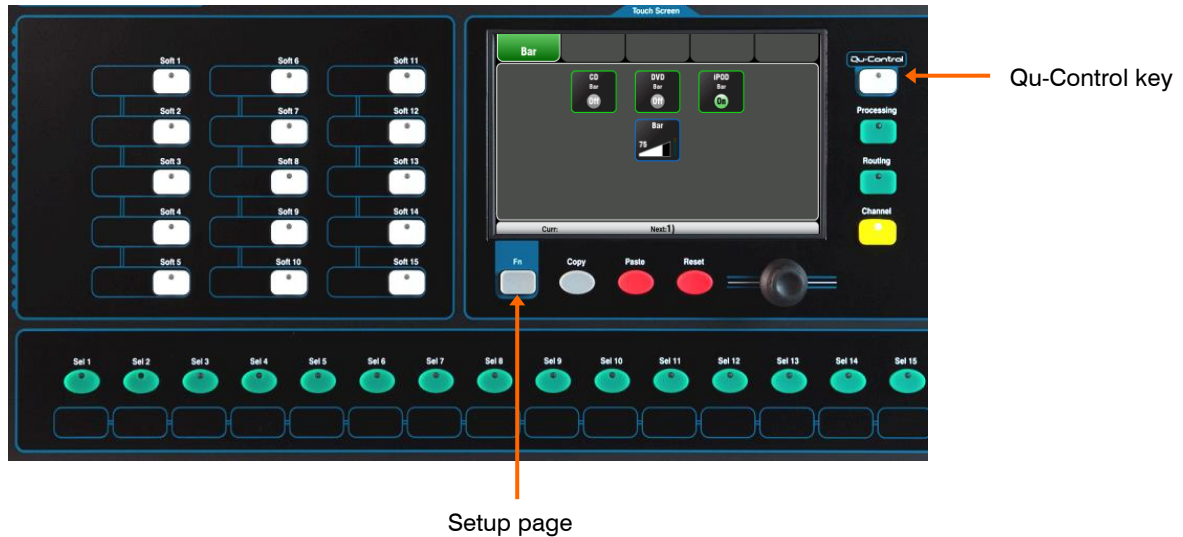 Touch Screen
Soft 1 Soft 6 Soft 11
Soft 2 Soft 7 Soft 12
Soft 3 Soft 8 Soft 13
Soft 4 Soft 9 Soft 14
Soft 5 Soft 10 Soft 15
Bar
CD DVD iPOD
Bar Bar Bar
Off Off On
Bar
75
Curr: Next:1)
Qu-Control
Processing
Routing
Channel
Fn Copy Paste Reset
Qu-Control key
Sel 1 Sel 2 Sel 3 Sel 4 Sel 5 Sel 6 Sel 7 Sel 8 Sel 9 Sel 10 Sel 11 Sel 12 Sel 13 Sel 14 Sel 15
Setup page